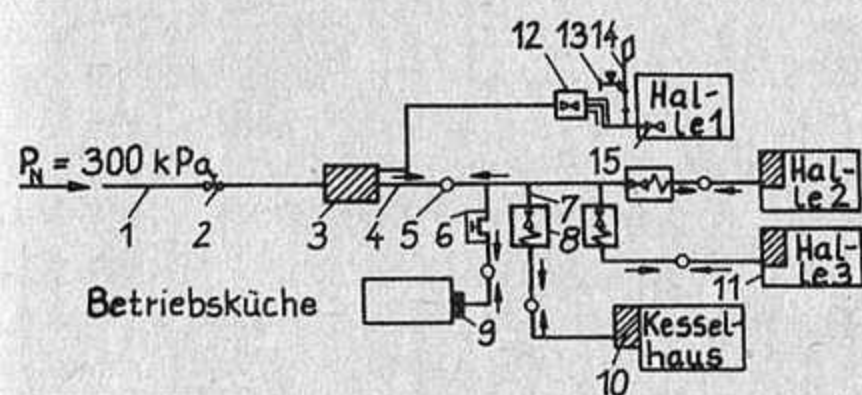 12 13 14
Hal-
le 1
P_N = 300 kPa
15
Hal-
le 2
1 2 3 4 5 6 7 8
Hal-
le 3
11
Betriebsküche
9
Kessel-
haus
10